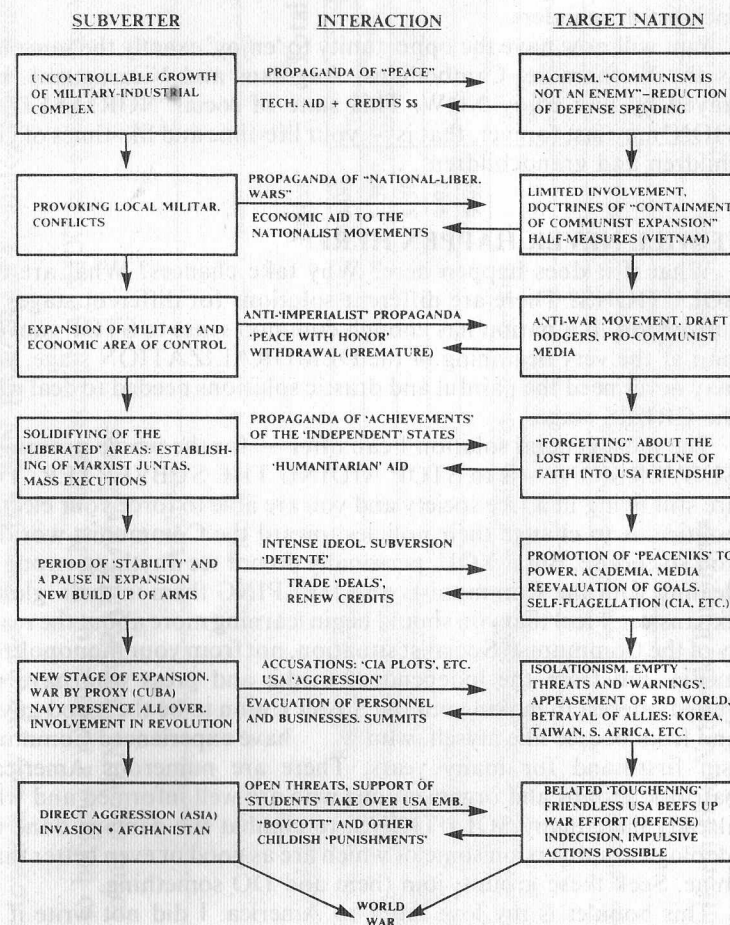 SUBVERTER
INTERACTION
TARGET NATION
UNCONTROLLABLE GROWTH
OF MILITARY-INDUSTRIAL
COMPLEX
PROPAGANDA OF "PEACE"
TECH. AID + CREDITS $$
PACIFISM. "COMMUNISM IS
NOT AN ENEMY"–REDUCTION
OF DEFENSE SPENDING
PROVOKING LOCAL MILITAR.
CONFLICTS
PROPAGANDA OF "NATIONAL-LIBER.
WARS"
ECONOMIC AID TO THE
NATIONALIST MOVEMENTS
LIMITED INVOLVEMENT.
DOCTRINES OF "CONTAINMENT
OF COMMUNIST EXPANSION"
HALF-MEASURES (VIETNAM)
EXPANSION OF MILITARY AND
ECONOMIC AREA OF CONTROL
ANTI-'IMPERIALIST' PROPAGANDA
'PEACE WITH HONOR'
WITHDRAWAL (PREMATURE)
ANTI-WAR MOVEMENT. DRAFT
DODGERS. PRO-COMMUNIST
MEDIA
SOLIDIFYING OF THE
'LIBERATED' AREAS: ESTABLISH-
ING OF MARXIST JUNTAS.
MASS EXECUTIONS
PROPAGANDA OF 'ACHIEVEMENTS'
OF THE 'INDEPENDENT' STATES
'HUMANITARIAN' AID
"FORGETTING" ABOUT THE
LOST FRIENDS. DECLINE OF
FAITH INTO USA FRIENDSHIP
PERIOD OF 'STABILITY' AND
A PAUSE IN EXPANSION
NEW BUILD UP OF ARMS
INTENSE IDEOL. SUBVERSION
'DETENTE'
TRADE 'DEALS',
RENEW CREDITS
PROMOTION OF 'PEACENIKS' TO
POWER, ACADEMIA, MEDIA
REEVALUATION OF GOALS.
SELF-FLAGELLATION (CIA, ETC.)
NEW STAGE OF EXPANSION.
WAR BY PROXY (CUBA)
NAVY PRESENCE ALL OVER.
INVOLVEMENT IN REVOLUTION
ACCUSATIONS: 'CIA PLOTS', ETC.
USA 'AGGRESSION'
EVACUATION OF PERSONNEL
AND BUSINESSES. SUMMITS
ISOLATIONISM. EMPTY
THREATS AND 'WARNINGS'.
APPEASEMENT OF 3RD WORLD.
BETRAYAL OF ALLIES: KOREA,
TAIWAN, S. AFRICA, ETC.
DIRECT AGGRESSION (ASIA)
INVASION • AFGHANISTAN
OPEN THREATS, SUPPORT OF
'STUDENTS' TAKE OVER USA EMB.
"BOYCOTT" AND OTHER
CHILDISH 'PUNISHMENTS'
BELATED 'TOUGHENING'
FRIENDLESS USA BEEFS UP
WAR EFFORT (DEFENSE)
INDECISION, IMPULSIVE
ACTIONS POSSIBLE
WORLD
WAR